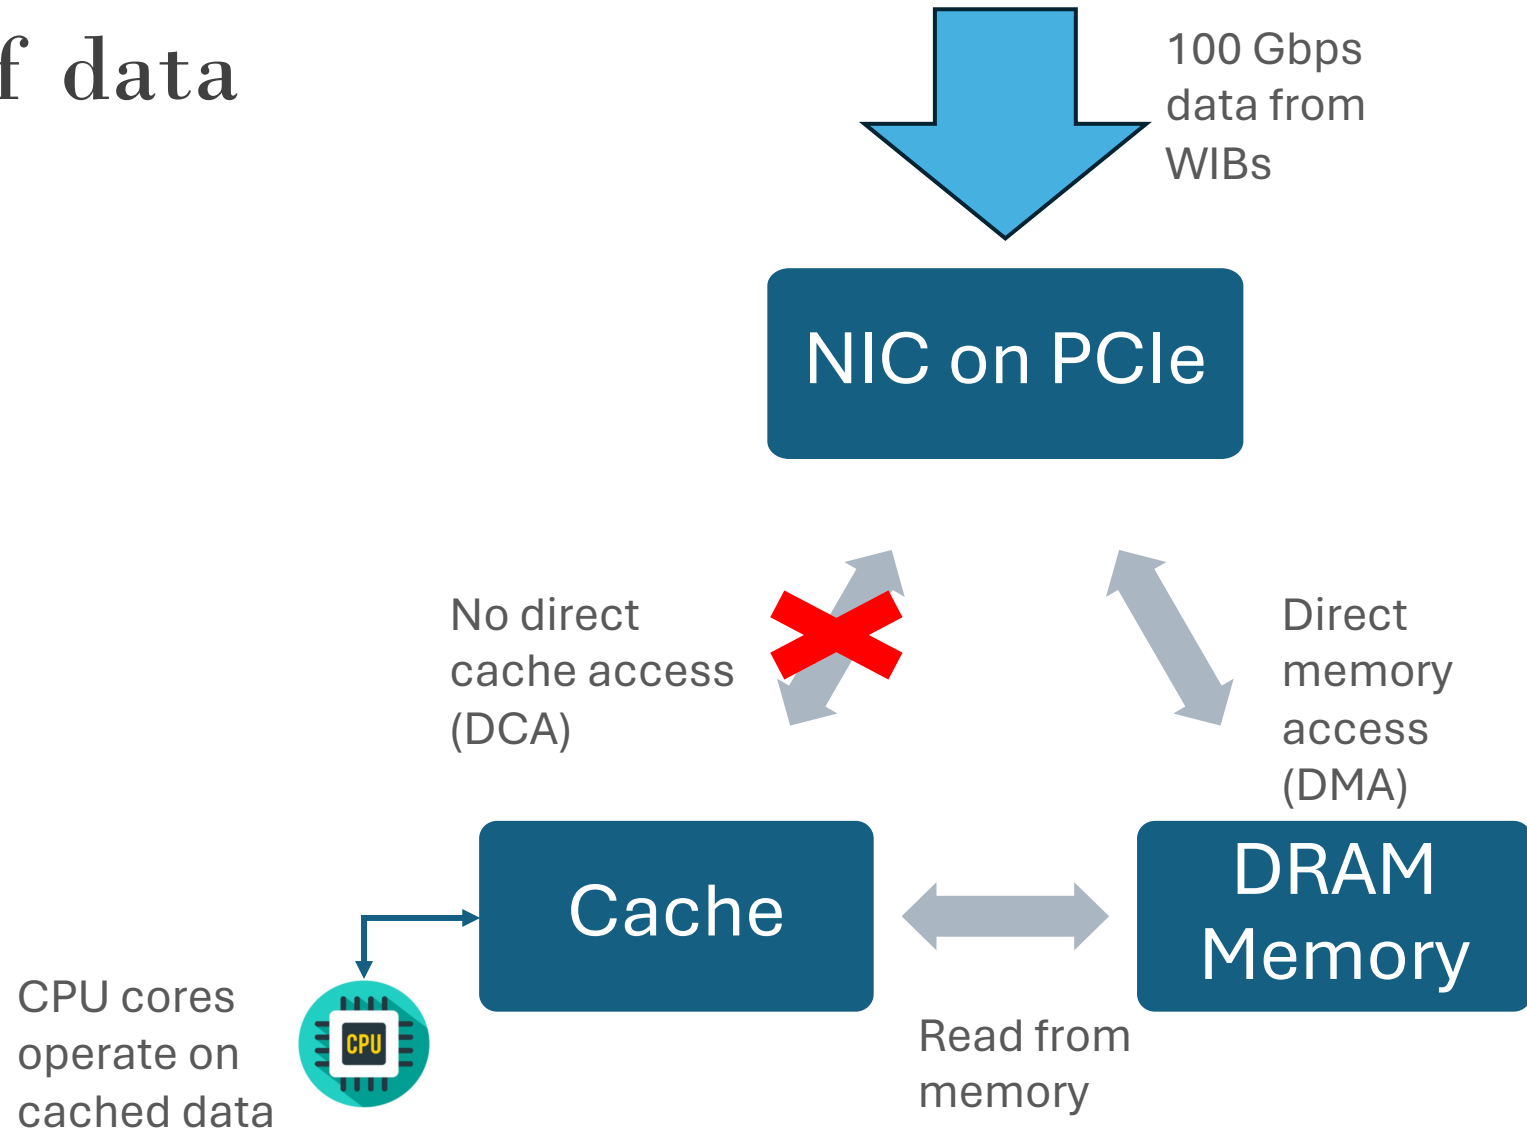 f data
100 Gbps
data from
WIBs
NIC on PCIe
No direct
cache access
(DCA)
Direct
memory
access
(DMA)
Cache
DRAM
Memory
CPU cores
operate on
cached data
CPU
Read from
memory